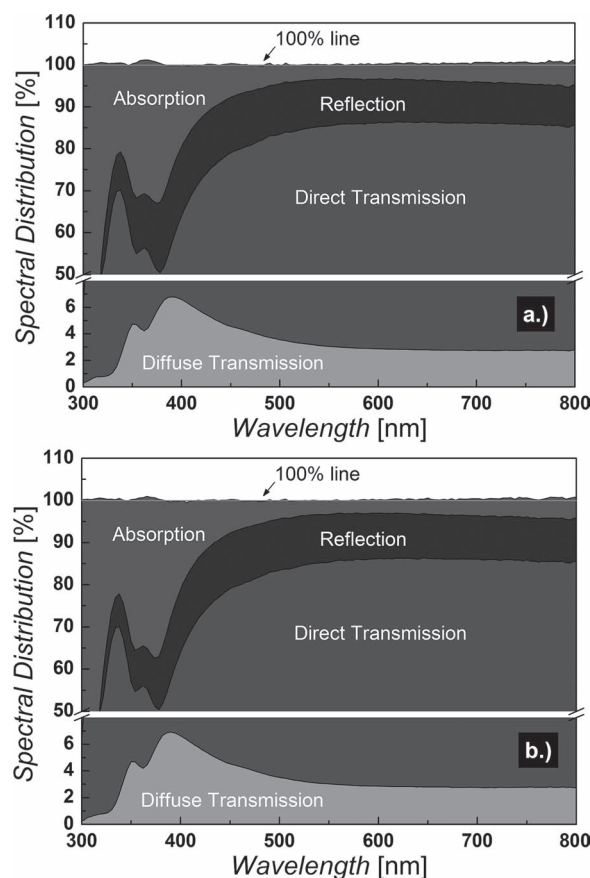 110
100% line
100
Absorption
Reflection
90
80
Direct Transmission
70
60
50
Spectral Distribution [%]
6
a.)
4
Diffuse Transmission
2
0
300 400 500 600 700 800
Wavelength [nm]
110
100% line
100
Absorption
Reflection
90
80
Direct Transmission
70
60
50
Spectral Distribution [%]
6
b.)
4
2
Diffuse Transmission
0
300 400 500 600 700 800
Wavelength [nm]